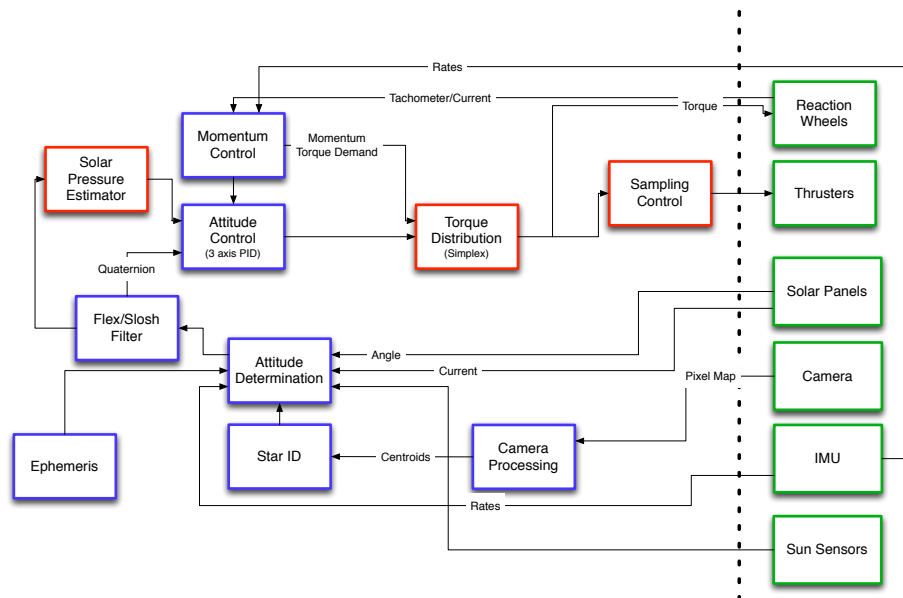 Rates
Tachometer/Current
Torque
Reaction
Wheels
Momentum
Control
Momentum
Torque Demand
Solar
Pressure
Estimator
Sampling
Control
Thrusters
Attitude
Control
(3 axis PID)
Torque
Distribution
(Simplex)
Quaternion
Solar Panels
Flex/Slosh
Filter
Attitude
Determination
Angle
Current
Pixel Map
Camera
Ephemeris
Star ID
Centroids
Camera
Processing
IMU
Rates
Sun Sensors